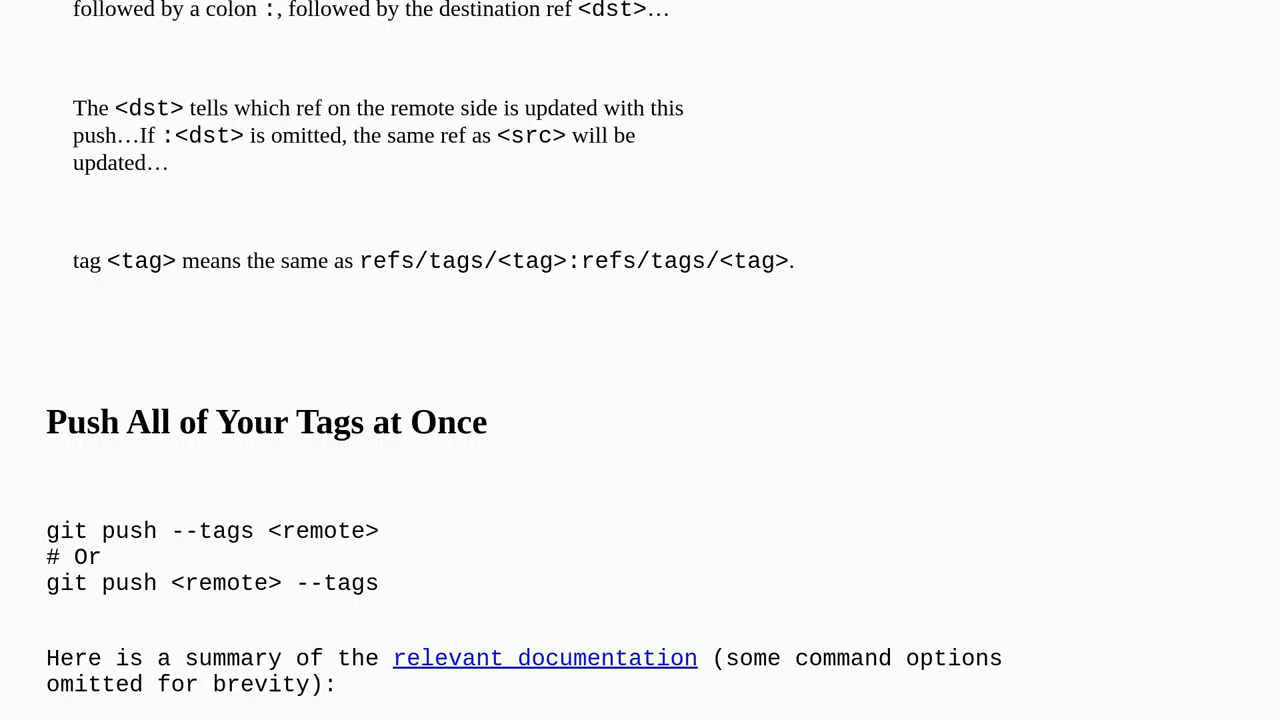 followed by a colon :, followed by the destination ref <dst>…
The <dst> tells which ref on the remote side is updated with this
push…If :<dst> is omitted, the same ref as <src> will be
updated…
tag <tag> means the same as refs/tags/<tag>:refs/tags/<tag>.
Push All of Your Tags at Once
git push --tags <remote>
# Or
git push <remote> --tags
Here is a summary of the relevant documentation (some command options
omitted for brevity):